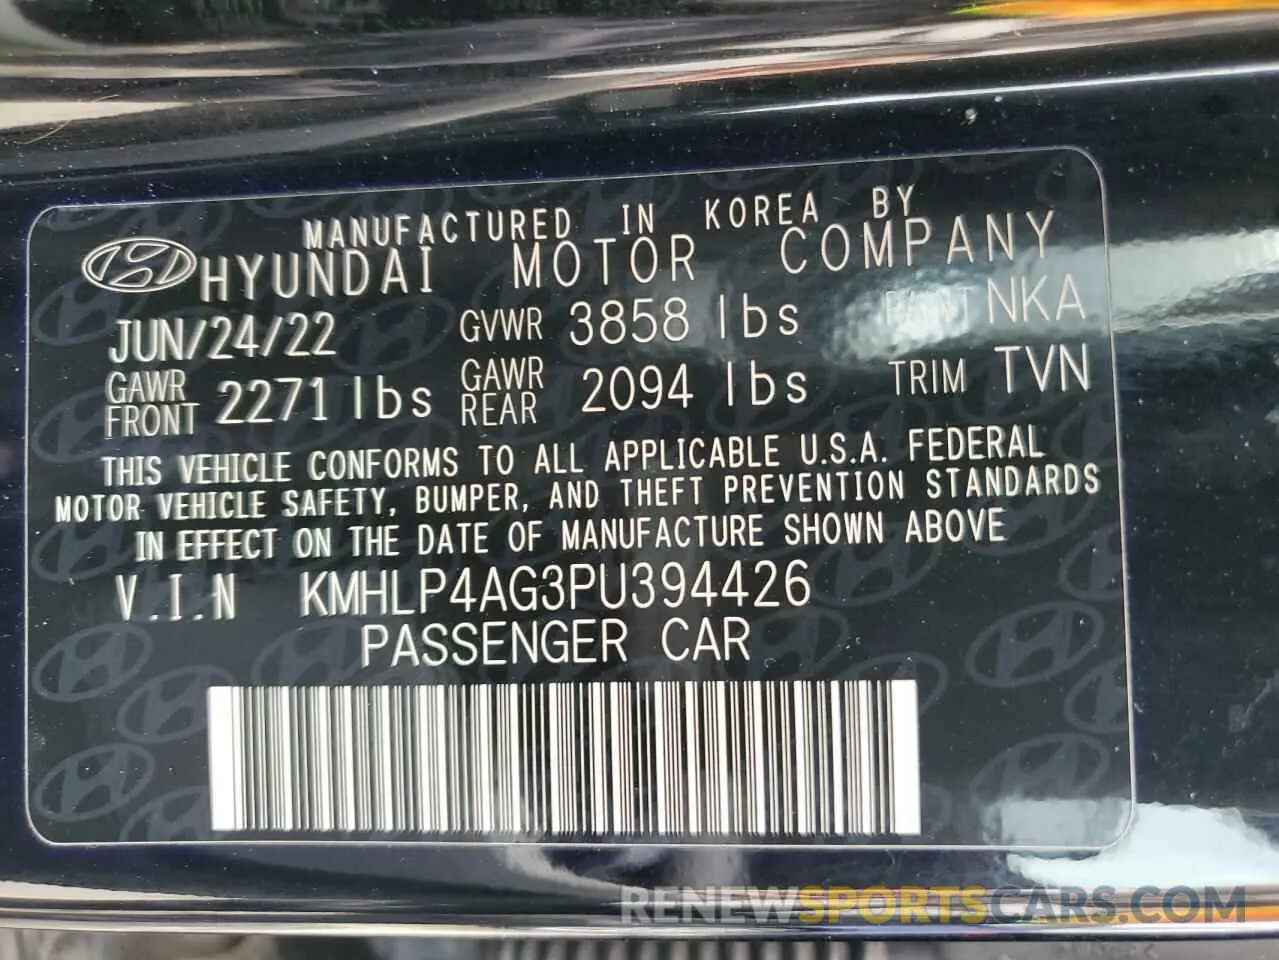 MANUFACTURED IN KOREA BY
HYUNDAI MOTOR COMPANY
JUN/24/22 GVWR 3858 lbs PAINT NKA
GAWR FRONT 2271 lbs GAWR REAR 2094 lbs TRIM TVN
THIS VEHICLE CONFORMS TO ALL APPLICABLE U.S.A. FEDERAL
MOTOR VEHICLE SAFETY, BUMPER, AND THEFT PREVENTION STANDARDS
IN EFFECT ON THE DATE OF MANUFACTURE SHOWN ABOVE
V.I.N KMHLP4AG3PU394426
PASSENGER CAR
RENEWSPORTSCARS.COM